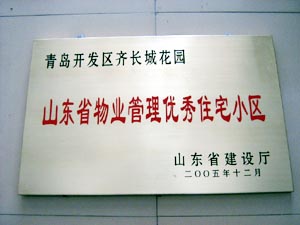 青岛开发区齐长城花园
山东省物业管理优秀住宅小区
山东省建设厅
二〇〇五年十二月